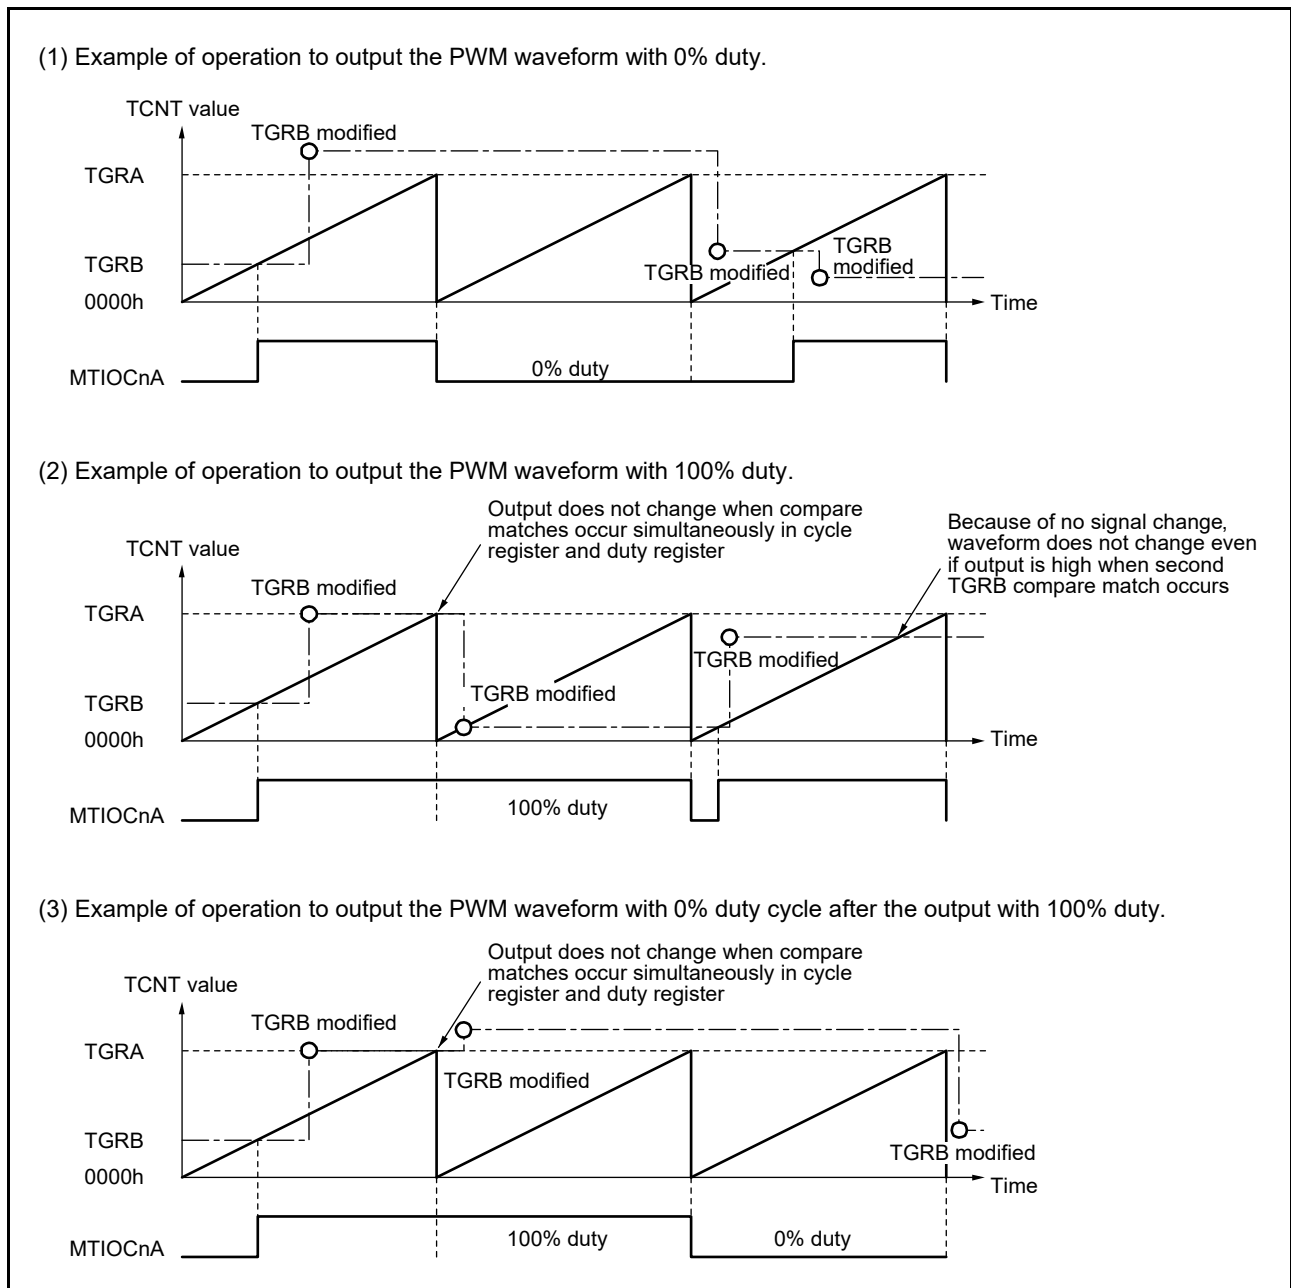 (1) Example of operation to output the PWM waveform with 0% duty.
TCNT value
TGRB modified
TGRA
TGRB
modified
TGRB
TGRB modified
0000h
Time
0% duty
MTIOCnA
(2) Example of operation to output the PWM waveform with 100% duty.
Output does not change when compare
matches occur simultaneously in cycle
register and duty register
Because of no signal change,
waveform does not change even
if output is high when second
TGRB compare match occurs
TCNT value
TGRB modified
TGRA
TGRB modified
TGRB modified
TGRB
0000h
Time
100% duty
MTIOCnA
(3) Example of operation to output the PWM waveform with 0% duty cycle after the output with 100% duty.
Output does not change when compare
matches occur simultaneously in cycle
register and duty register
TCNT value
TGRB modified
TGRA
TGRB modified
TGRB
TGRB modified
0000h
Time
100% duty
0% duty
MTIOCnA